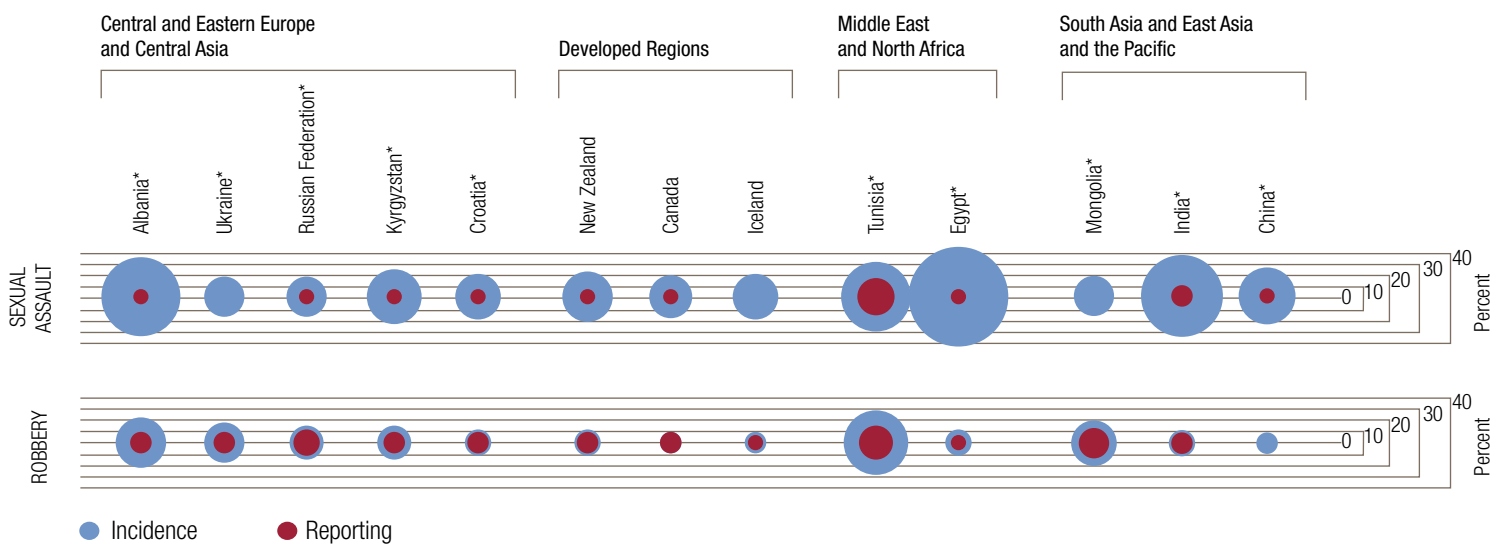 Central and Eastern Europe
and Central Asia
Developed Regions
Middle East
and North Africa
South Asia and East Asia
and the Pacific
Albania*
Ukraine*
Russian Federation*
Kyrgyzstan*
Croatia*
New Zealand
Canada
Iceland
Tunisia*
Egypt*
Mongolia*
India*
China*
SEXUAL
ASSAULT
0
10
20
30
40
Percent
ROBBERY
0
10
20
30
40
Percent
Incidence
Reporting